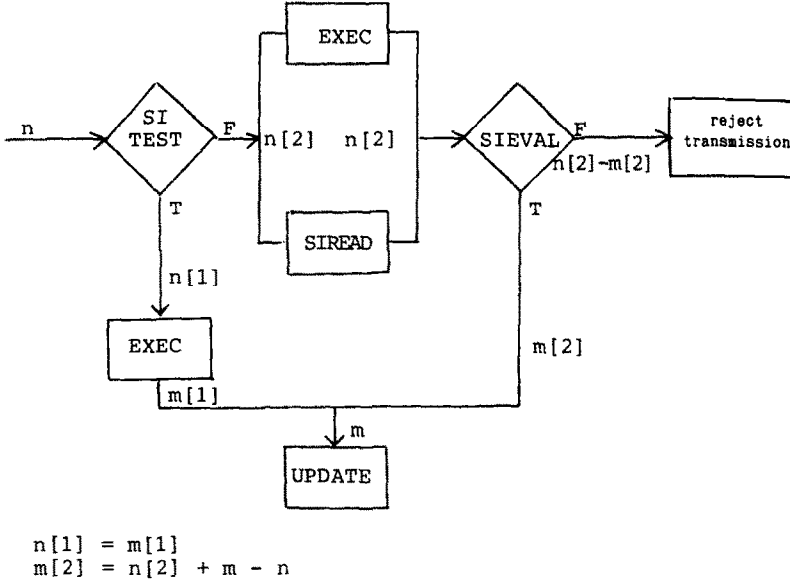 EXEC
n
SI
TEST
F
n[2]
n[2]
SIEVAL
F
n[2]-m[2]
reject
transmission
T
T
SIREAD
n[1]
EXEC
m[2]
m[1]
m
UPDATE
n[1] = m[1]
m[2] = n[2] + m - n